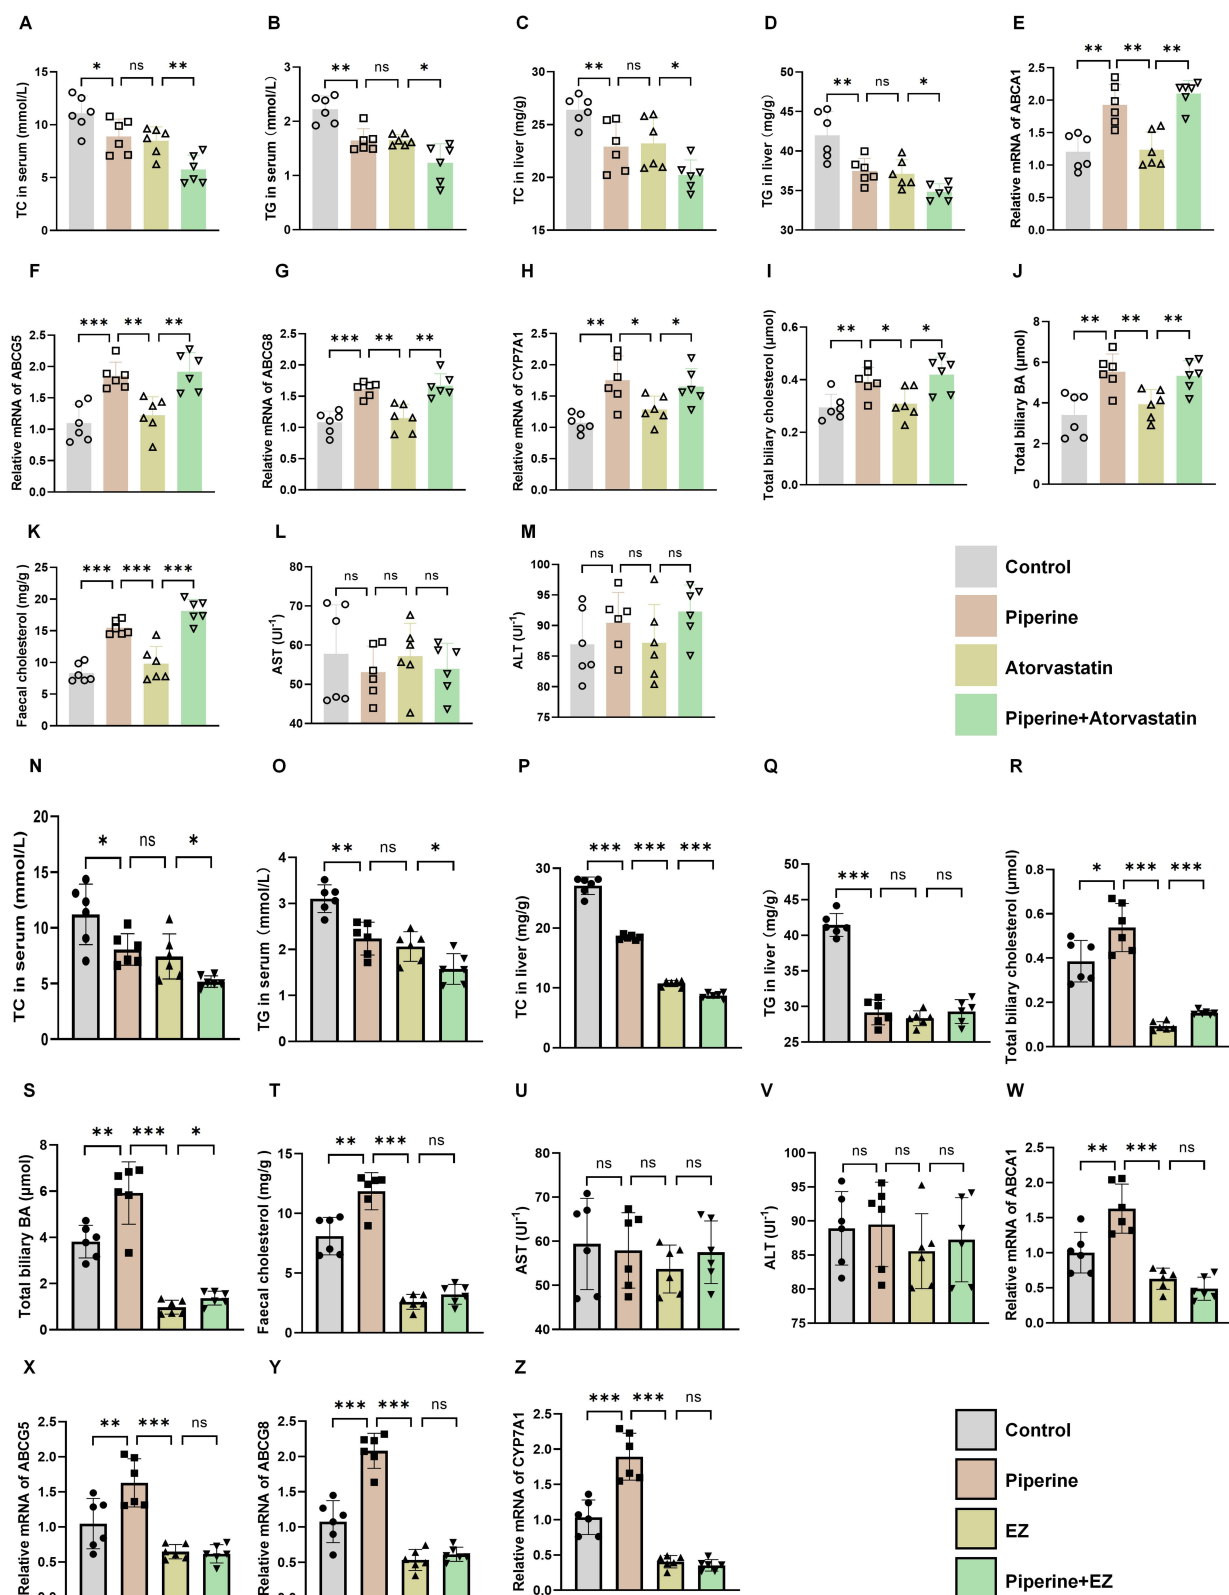 A B C D E
* ns **
TC in serum (mmol/L)
15
10
5
0
** ns *
TG in serum (mmol/L)
3
2
1
0
** ns *
TC in liver (mg/g)
30
25
20
15
** ns *
TG in liver (mg/g)
50
45
40
35
30
** ** **
Relative mRNA of ABCA1
2.5
2.0
1.5
1.0
0.5
0.0
F G H I J
*** ** **
Relative mRNA of ABCG5
2.5
2.0
1.5
1.0
0.5
0.0
*** ** **
Relative mRNA of ABCG8
2.5
2.0
1.5
1.0
0.5
0.0
** * *
Relative mRNA of CYP7A1
2.5
2.0
1.5
1.0
0.5
0.0
** * *
Total biliary cholesterol (μmol)
0.6
0.4
0.2
0.0
** ** **
Total biliary BA (μmol)
8
6
4
2
0
K L M
*** *** ***
Faecal cholesterol (mg/g)
25
20
15
10
5
0
ns ns ns
AST (Ul-1)
80
70
60
50
40
ns ns ns
ALT (Ul-1)
100
95
90
85
80
75
Control
Piperine
Atorvastatin
Piperine+Atorvastatin
N O P Q R
* ns *
TC in serum (mmol/L)
20
15
10
5
0
** ns *
TG in serum (mmol/L)
4
3
2
1
0
*** *** ***
TC in liver (mg/g)
30
20
10
0
*** ns ns
TG in liver (mg/g)
50
45
40
35
30
25
* *** ***
Total biliary cholesterol (μmol)
0.8
0.6
0.4
0.2
0.0
S T U V W
** *** *
Total biliary BA (μmol)
8
6
4
2
0
** *** ns
Faecal cholesterol (mg/g )
15
10
5
0
ns ns ns
AST (Ul-1)
80
70
60
50
40
ns ns ns
ALT (Ul-1)
100
95
90
85
80
75
** *** ns
Relative mRNA of ABCA1
2.5
2.0
1.5
1.0
0.5
0.0
X Y Z
** *** ns
Relative mRNA of ABCG5
2.5
2.0
1.5
1.0
0.5
*** *** ns
Relative mRNA of ABCG8
2.5
2.0
1.5
1.0
0.5
*** *** ns
Relative mRNA of CYP7A1
2.5
2.0
1.5
1.0
0.5
0.0
Control
Piperine
EZ
Piperine+EZ